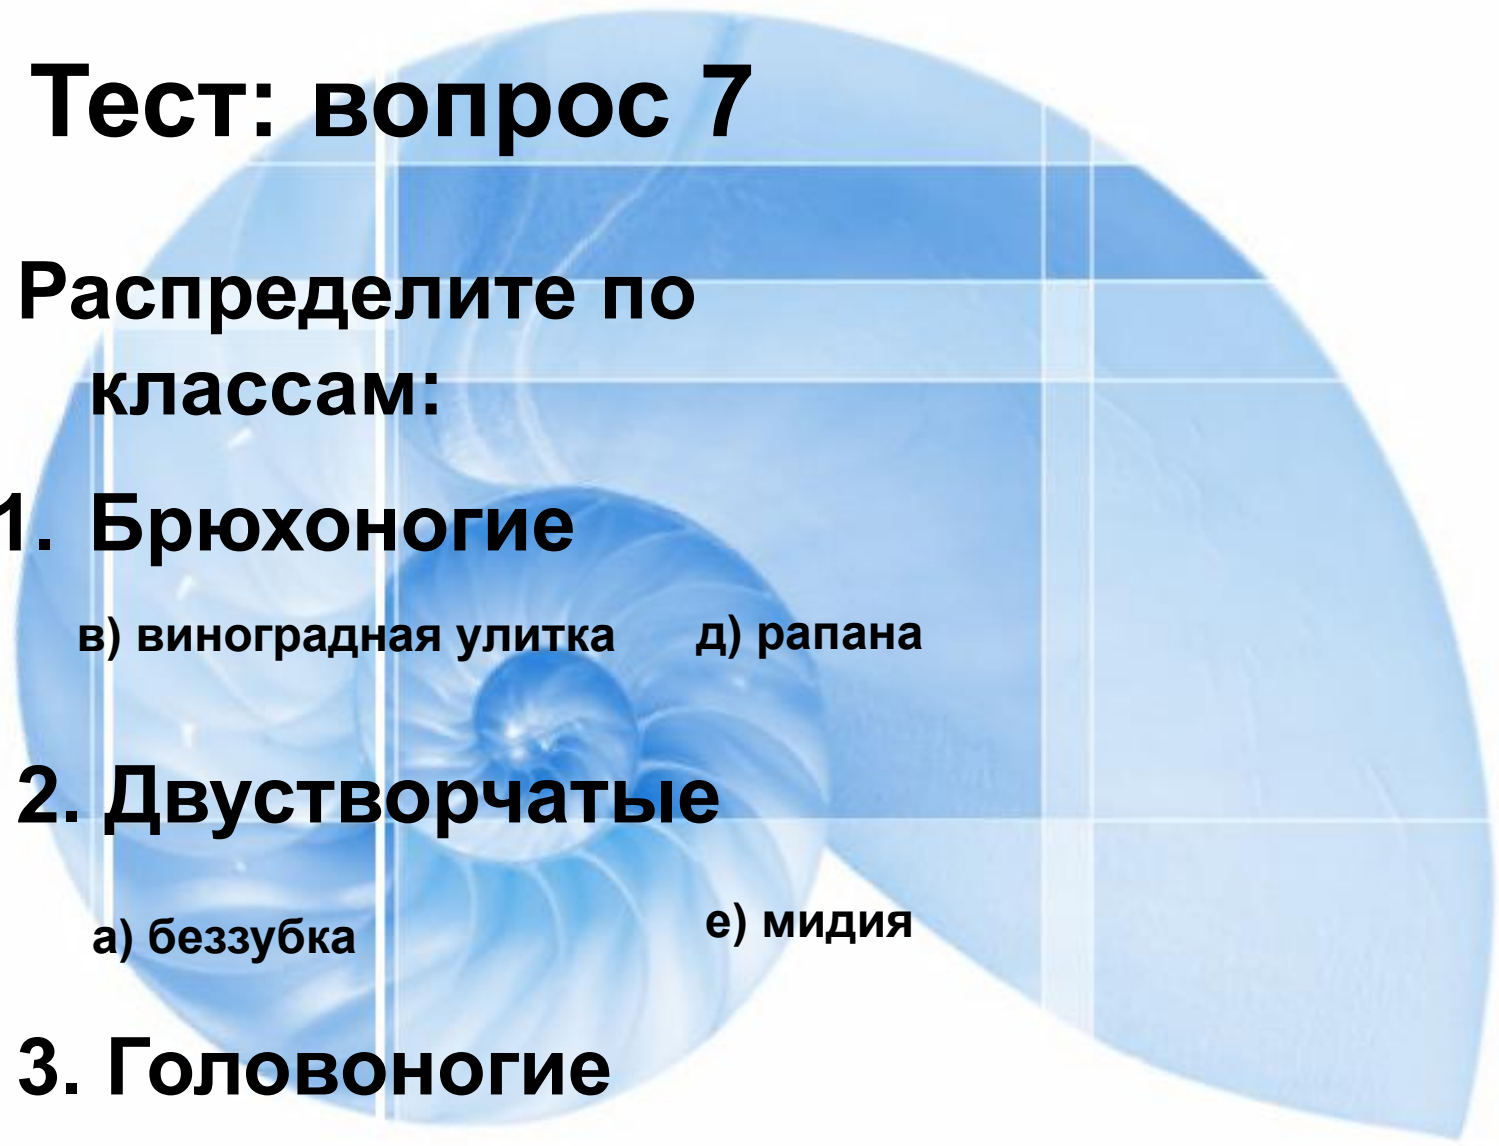 Тест: вопрос 7
Распределите по
классам:
1. Брюхоногие
в) виноградная улитка д) рапана
2. Двустворчатые
а) беззубка е) мидия
3. Головоногие